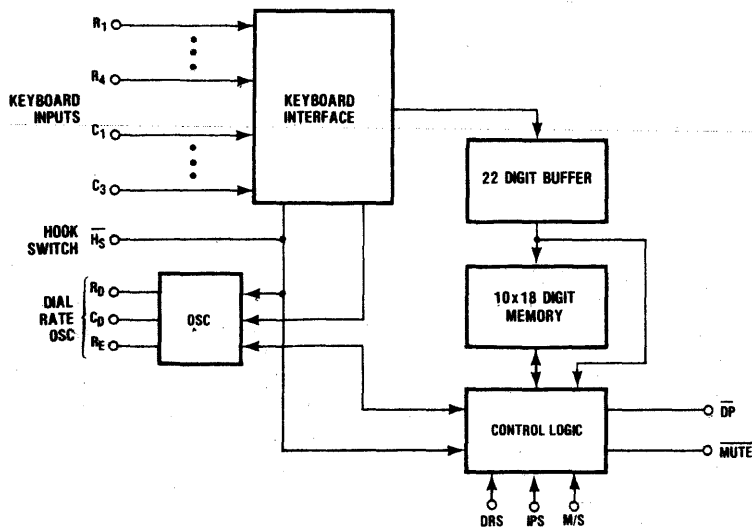 R1
R4
KEYBOARD
INPUTS
C1
C3
KEYBOARD
INTERFACE
22 DIGIT BUFFER
HOOK
SWITCH
HS
DIAL
RATE
OSC
RD
CD
RE
OSC
10x18 DIGIT
MEMORY
CONTROL LOGIC
DP
MUTE
DRS
IPS
M/S